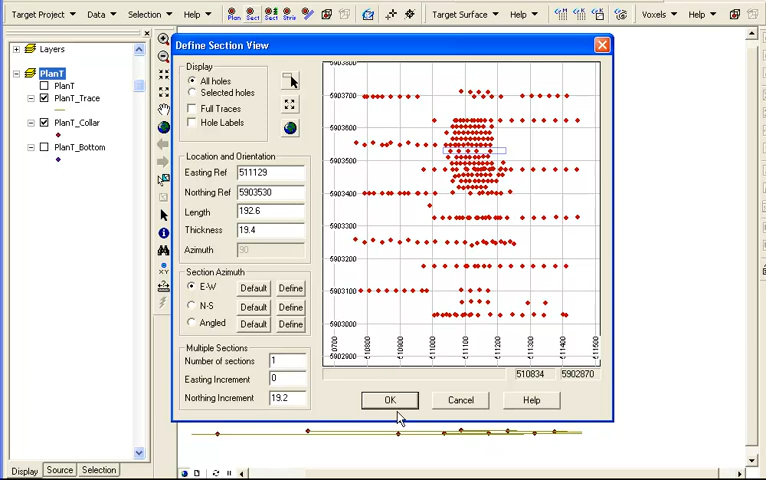 Target Project Data Selection Help Plan Sect Sect Strix Target Surface Help Voxels Help
Layers
PlanT
PlanT
PlanT_Trace
PlanT_Collar
PlanT_Bottom
Display Source Selection
Define Section View
Display
All holes
Selected holes
Full Traces
Hole Labels
Location and Orientation
Easting Ref 511129
Northing Ref 5903530
Length 192.6
Thickness 19.4
Azimuth 90
Section Azimuth
E-W Default Define
N-S Default Define
Angled Default Define
Multiple Sections
Number of sections 1
Easting Increment 0
Northing Increment 19.2
5903800
5903700
5903600
5903500
5903400
5903300
5903200
5903100
5903000
5902900
510700 510800 510900 511000 511100 511200 511300 511400 511500
510834 5902870
OK Cancel Help